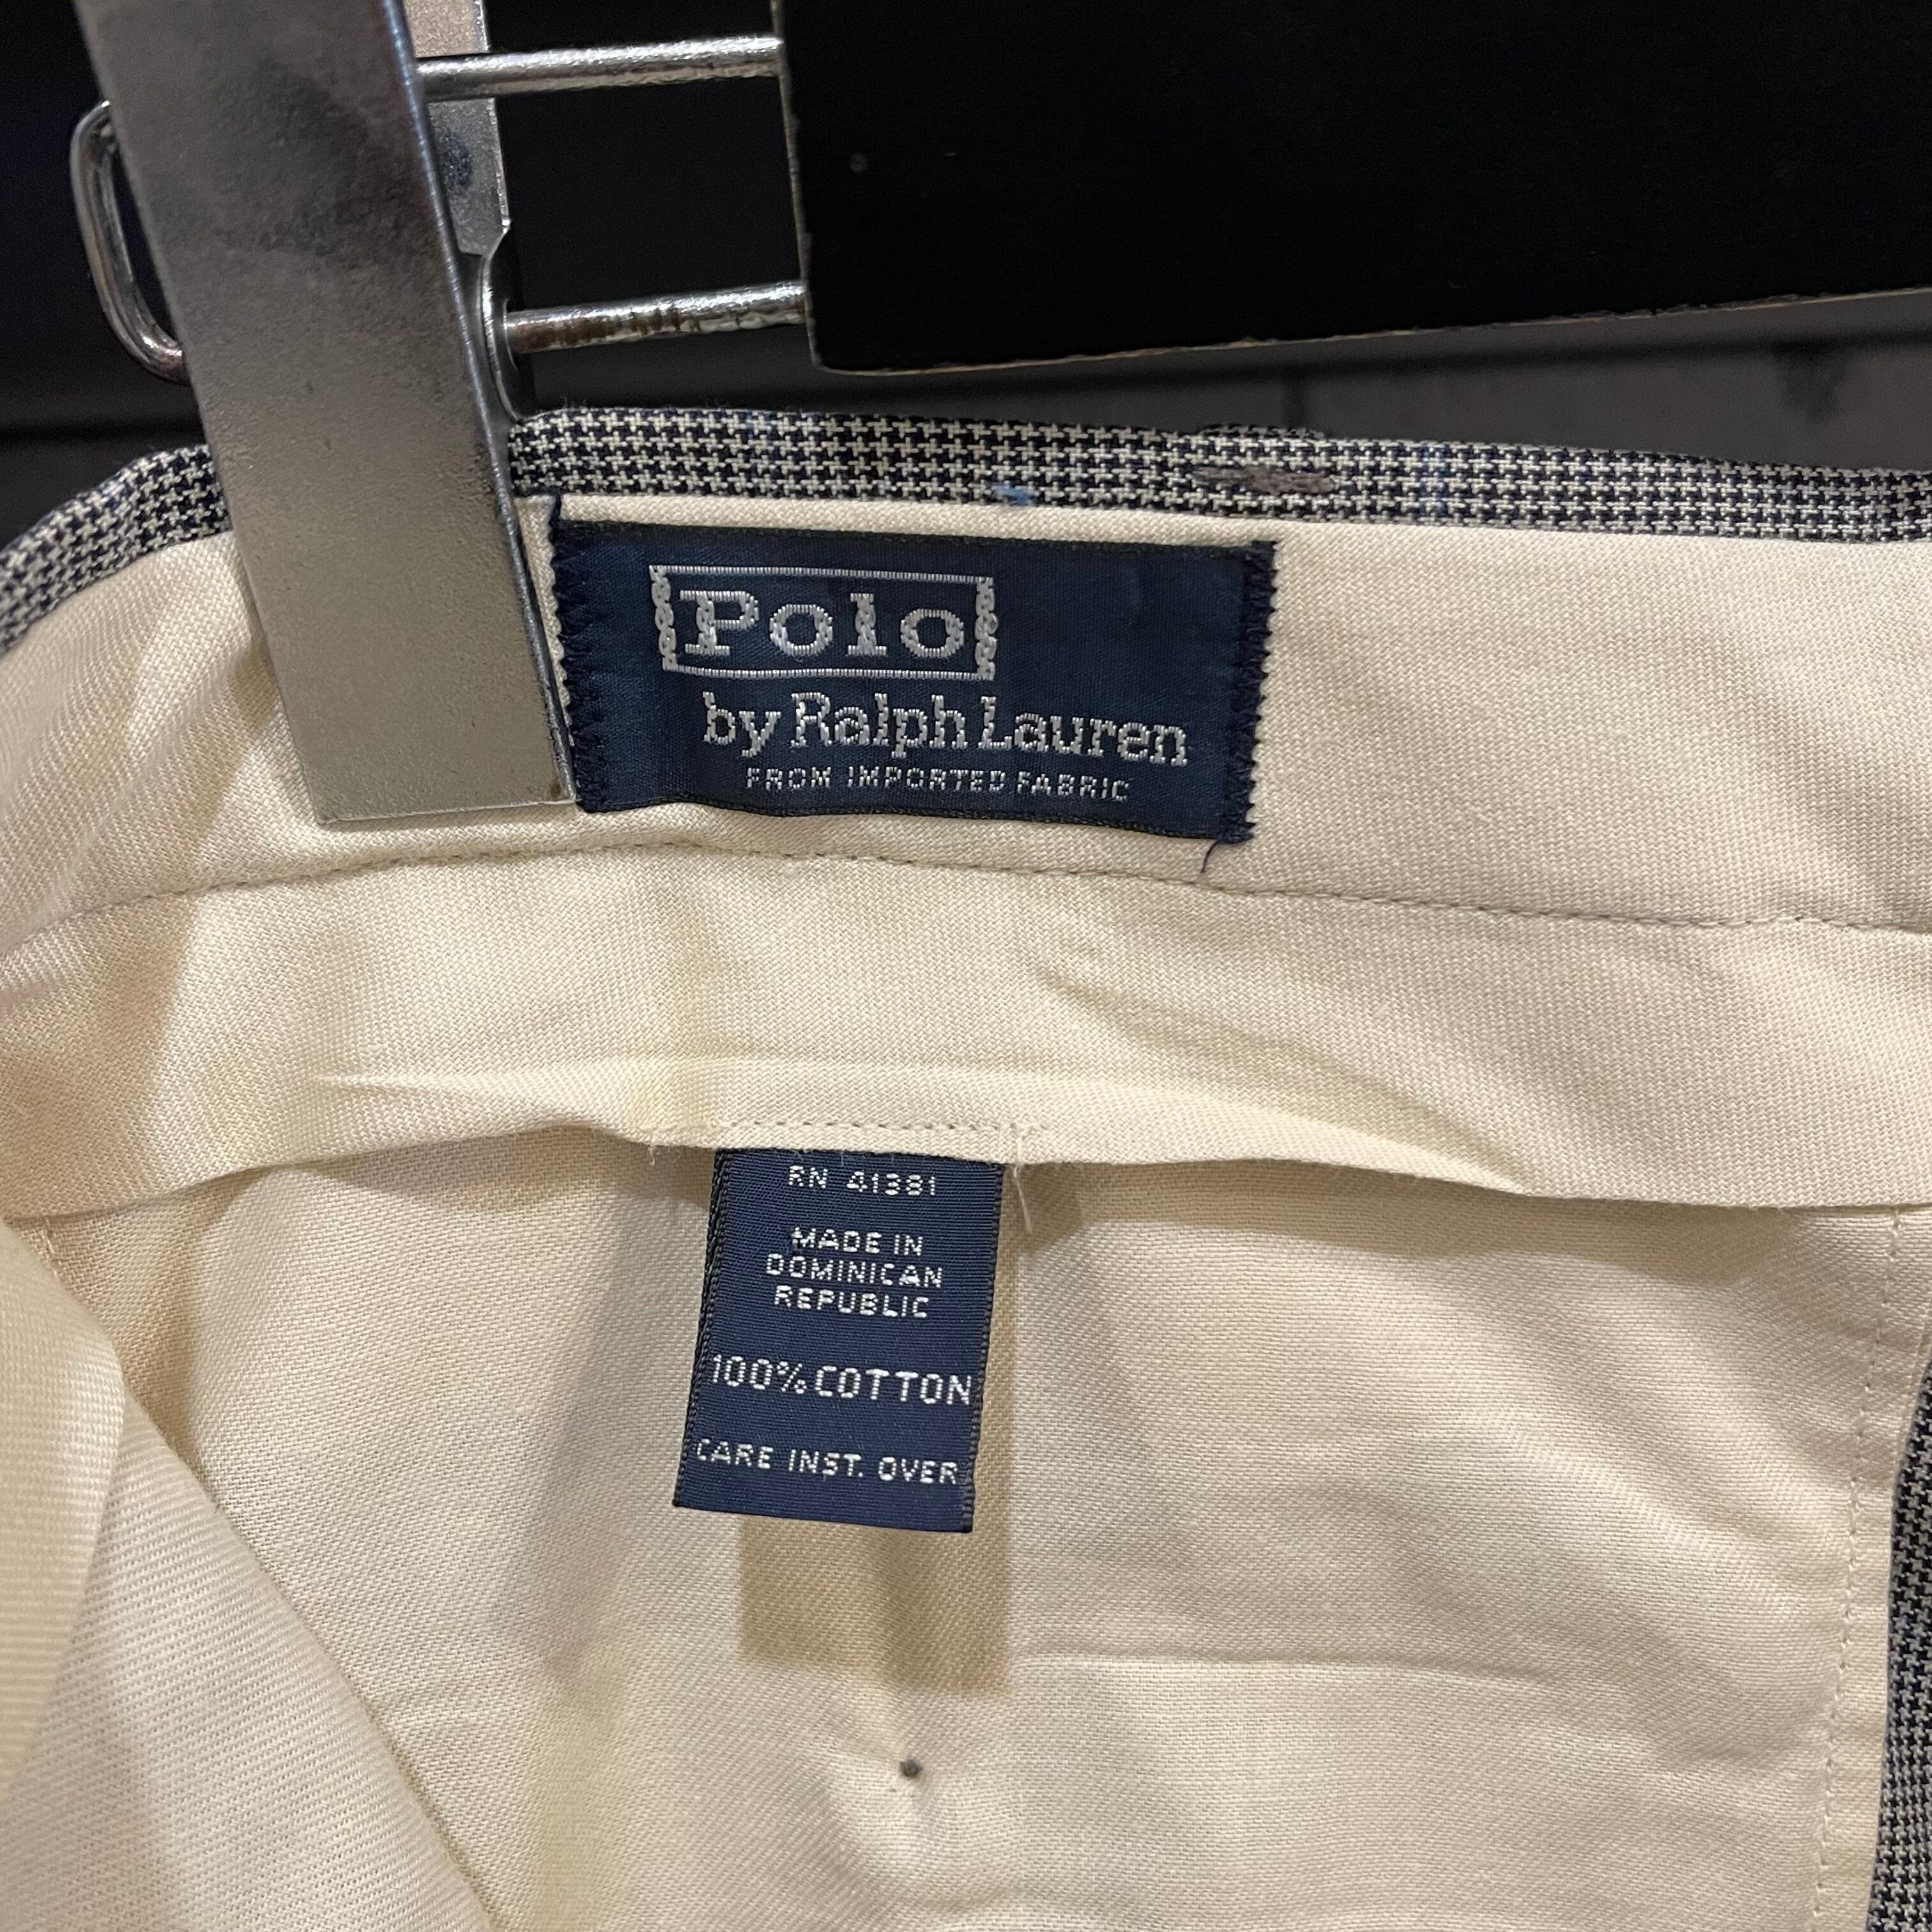 Polo
by Ralph Lauren
FROM IMPORTED FABRIC
RN 41381
MADE IN
DOMINICAN
REPUBLIC
100% COTTON
CARE INST. OVER